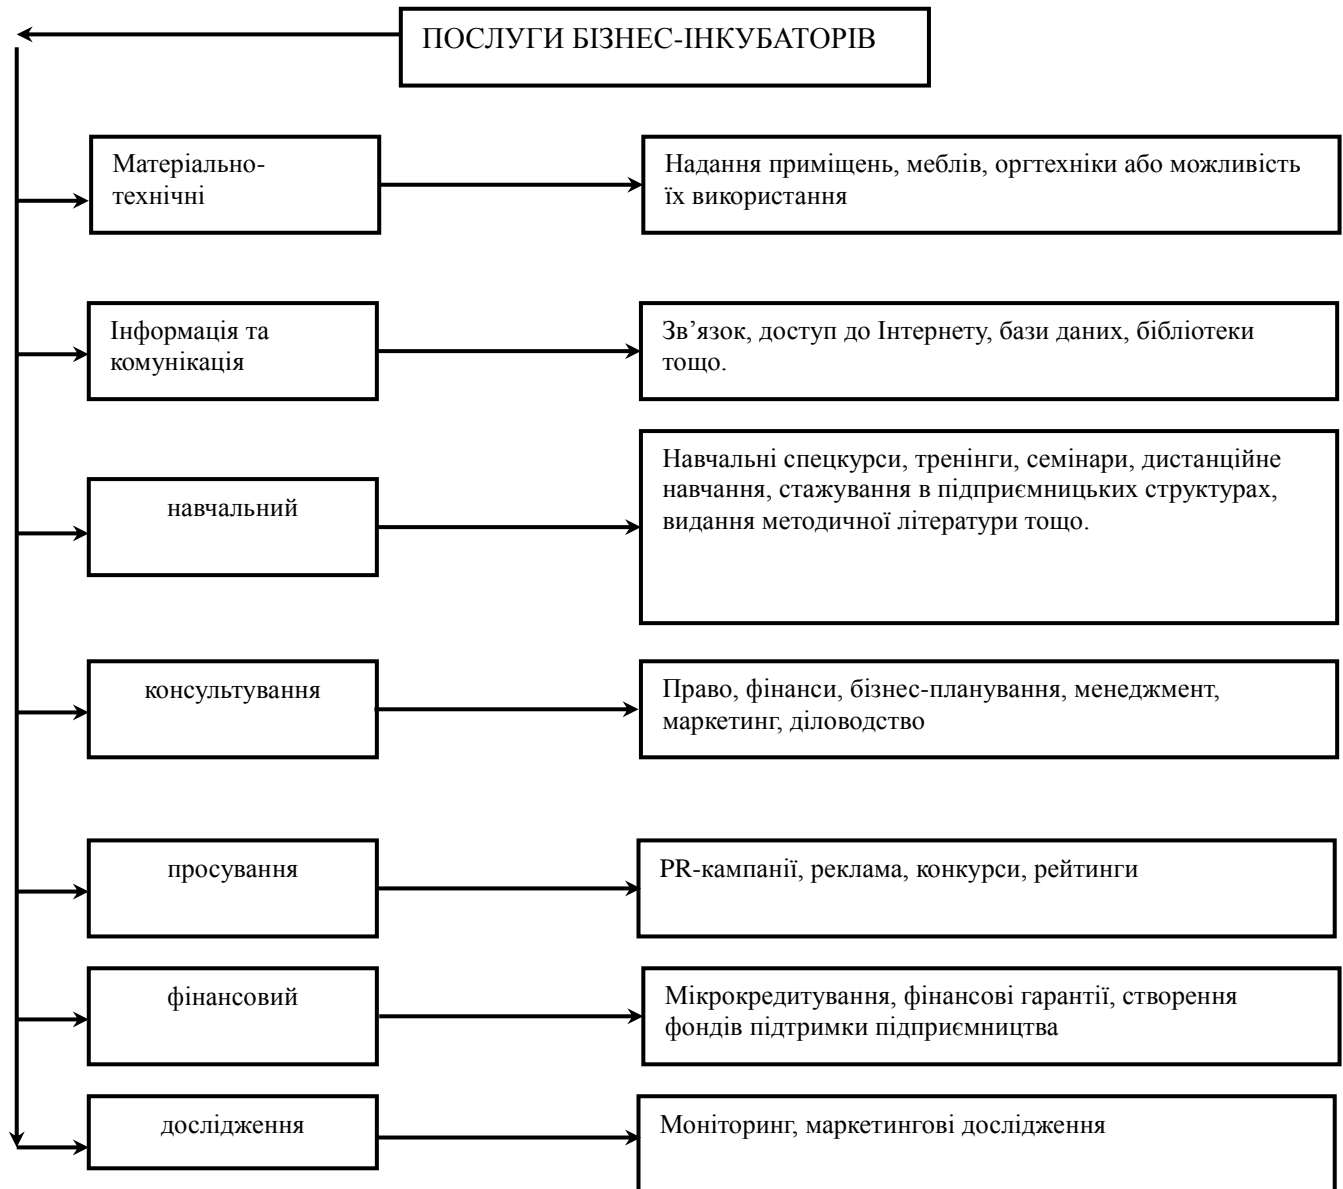 ПОСЛУГИ БІЗНЕС-ІНКУБАТОРІВ
Матеріально-
технічні
Надання приміщень, меблів, оргтехніки або можливість
їх використання
Інформація та
комунікація
Зв’язок, доступ до Інтернету, бази даних, бібліотеки
тощо.
навчальний
Навчальні спецкурси, тренінги, семінари, дистанційне
навчання, стажування в підприємницьких структурах,
видання методичної літератури тощо.
консультування
Право, фінанси, бізнес-планування, менеджмент,
маркетинг, діловодство
просування
PR-кампанії, реклама, конкурси, рейтинги
фінансовий
Мікрокредитування, фінансові гарантії, створення
фондів підтримки підприємництва
дослідження
Моніторинг, маркетингові дослідження